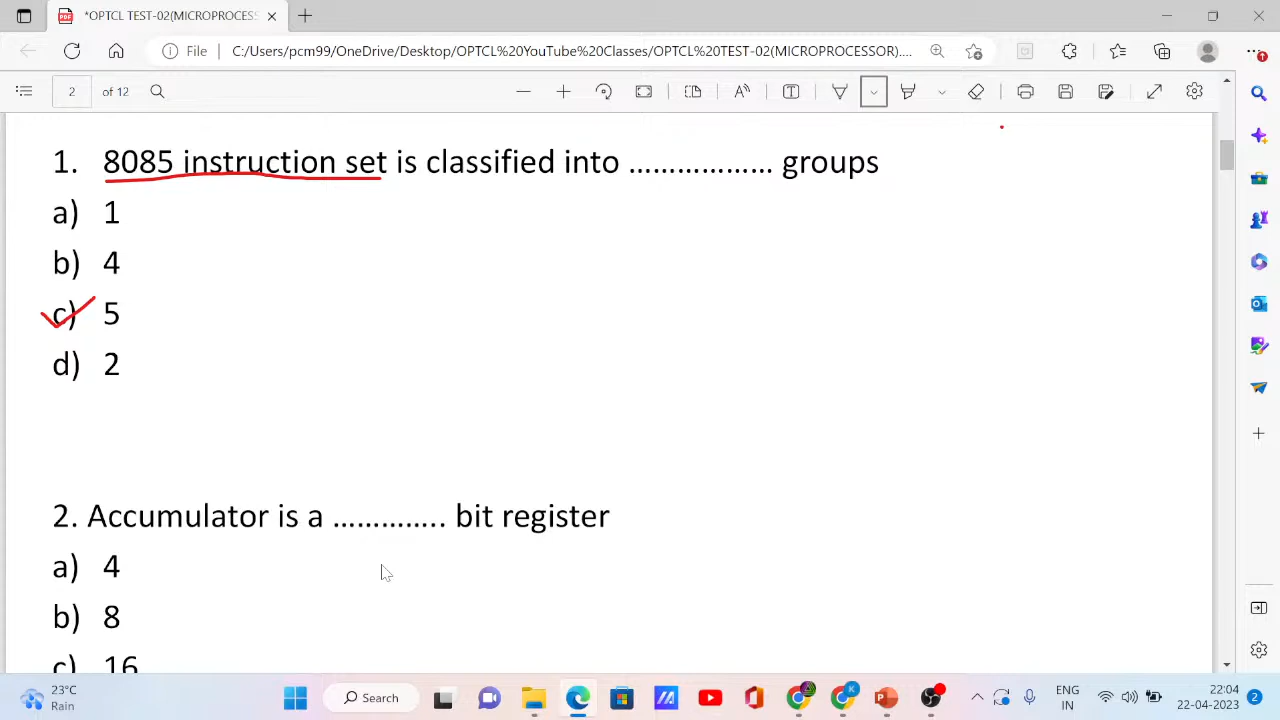 *OPTCL TEST-02(MICROPROCESS
File C:/Users/pcm99/OneDrive/Desktop/OPTCL%20YouTube%20Classes/OPTCL%20TEST-02(MICROPROCESSOR)....
2 of 12
1. 8085 instruction set is classified into .................. groups
a) 1
b) 4
c) 5
d) 2
2. Accumulator is a .............. bit register
a) 4
b) 8
c) 16
23°C
Rain
Search
ENG
IN
22:04
22-04-2023
2